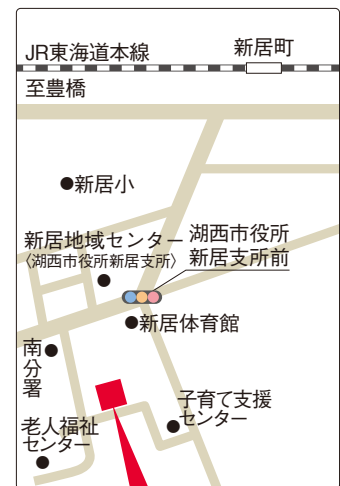 JR東海道本線
新居町
至豊橋
●新居小
新居地域センター
〈湖西市役所新居支所〉
湖西市役所
新居支所前
●新居体育館
南分署
子育て支援
センター
老人福祉
センター